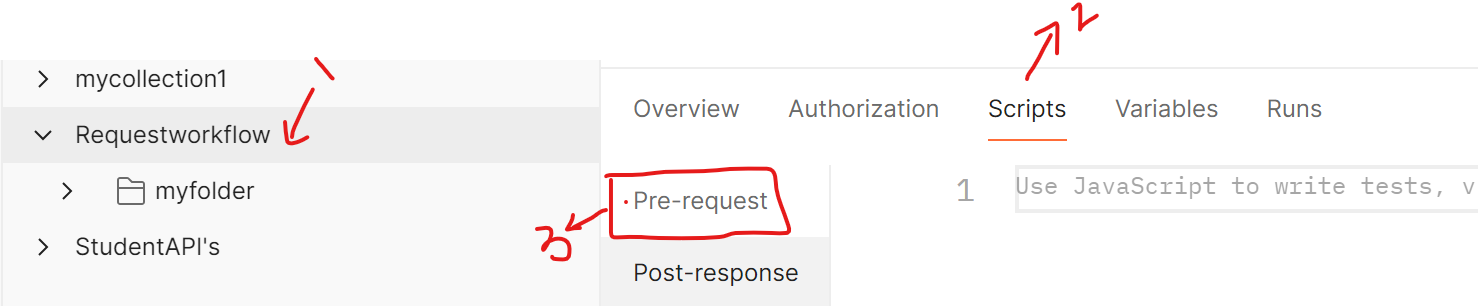 2
mycollection1
1
Overview Authorization Scripts Variables Runs
Requestworkflow
myfolder
Pre-request
1 Use JavaScript to write tests, v
3
StudentAPI's
Post-response